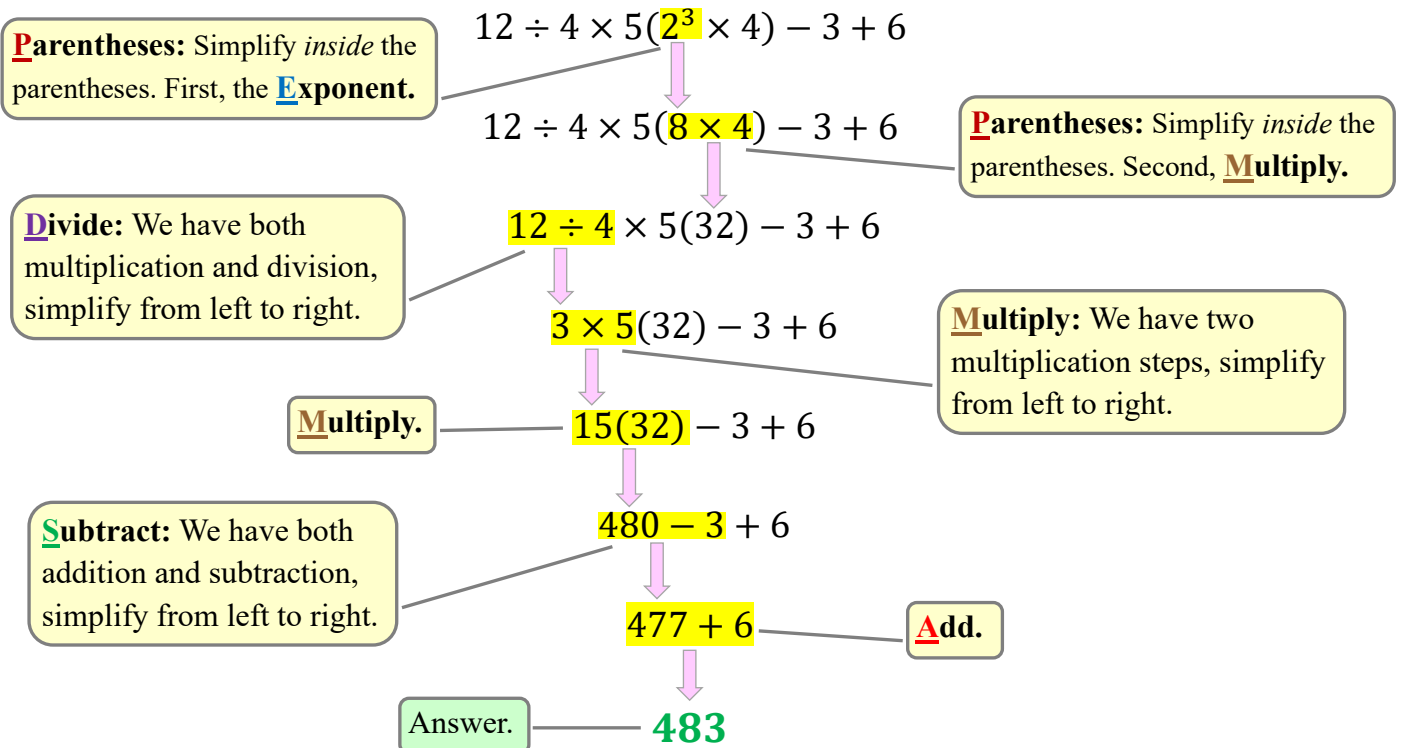 12 ÷ 4 × 5(2³ × 4) − 3 + 6
Parentheses: Simplify inside the
parentheses. First, the Exponent.
12 ÷ 4 × 5(8 × 4) − 3 + 6
Parentheses: Simplify inside the
parentheses. Second, Multiply.
12 ÷ 4 × 5(32) − 3 + 6
Divide: We have both
multiplication and division,
simplify from left to right.
3 × 5(32) − 3 + 6
Multiply: We have two
multiplication steps, simplify
from left to right.
15(32) − 3 + 6
Multiply.
480 − 3 + 6
Subtract: We have both
addition and subtraction,
simplify from left to right.
477 + 6
Add.
Answer.
483